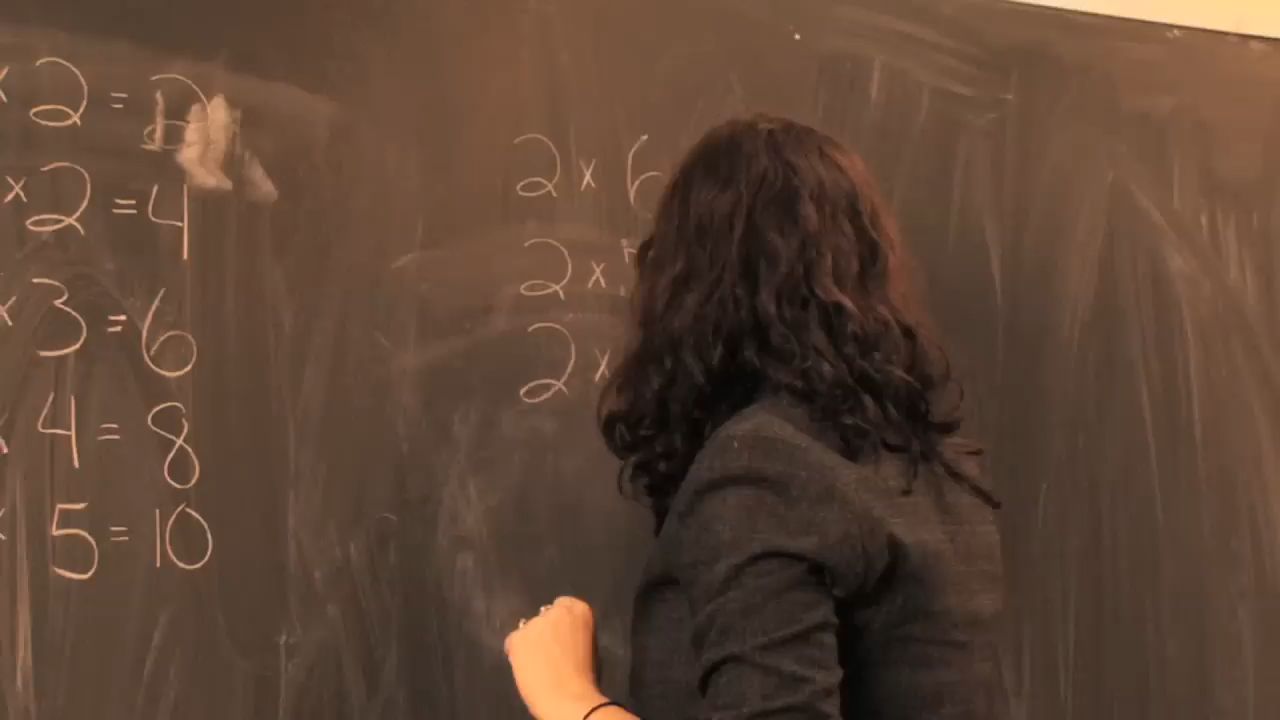 × 2 =
× 2 = 4
× 3 = 6
× 4 = 8
× 5 = 10
2 × 6
2 ×
2 ×